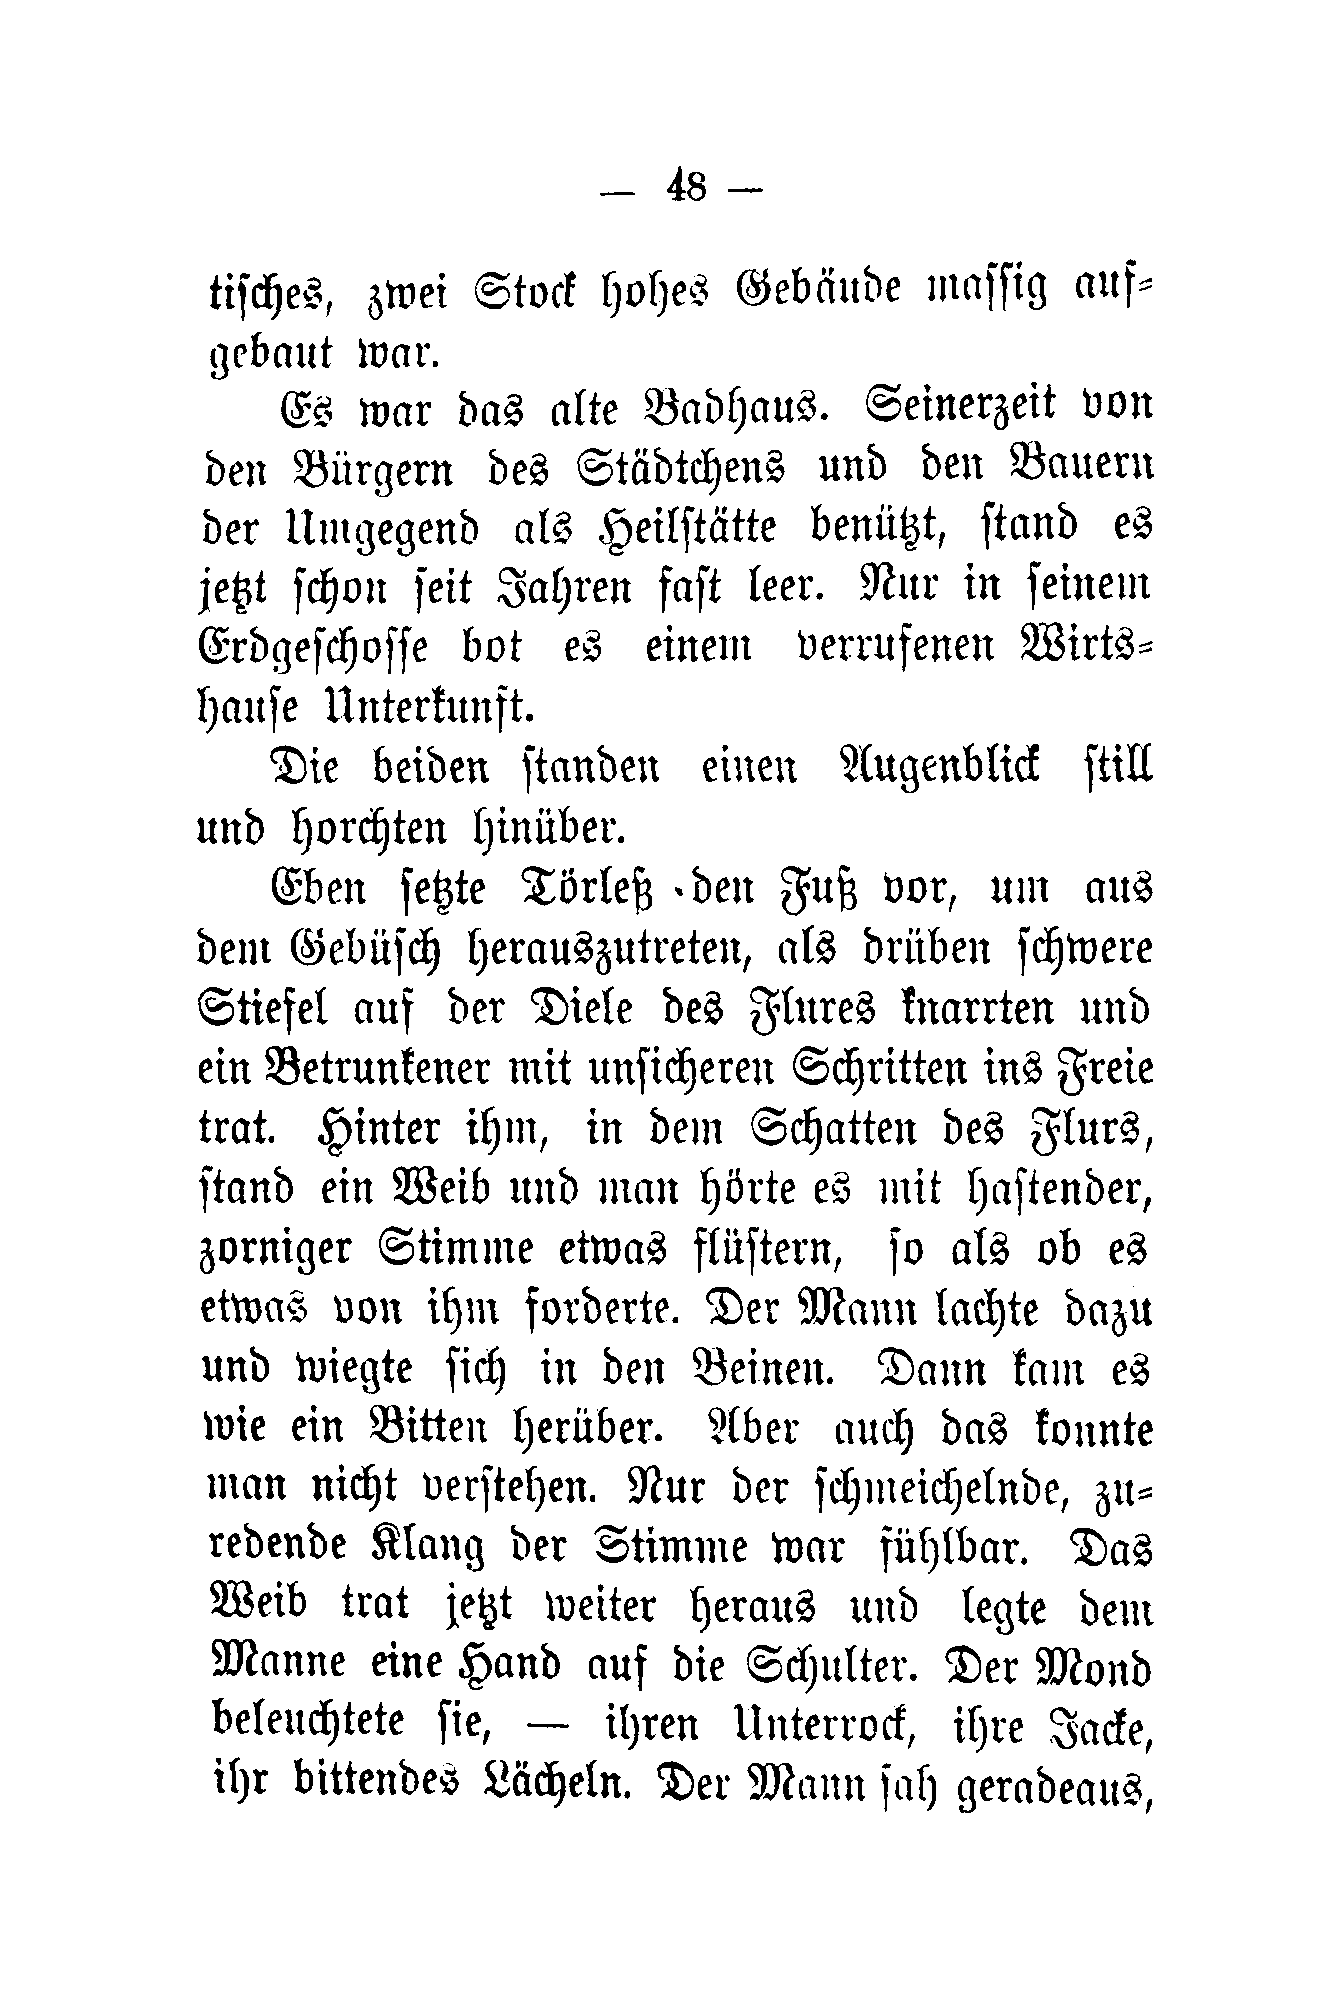 — 48 —
tisches, zwei Stock hohes Gebäude massig auf-
gebaut war.
Es war das alte Badhaus. Seinerzeit von
den Bürgern des Städtchens und den Bauern
der Umgegend als Heilstätte benützt, stand es
jetzt schon seit Jahren fast leer. Nur in seinem
Erdgeschosse bot es einem verrufenen Wirts-
hause Unterkunft.
Die beiden standen einen Augenblick still
und horchten hinüber.
Eben setzte Törleß den Fuß vor, um aus
dem Gebüsch herauszutreten, als drüben schwere
Stiefel auf der Diele des Flures knarrten und
ein Betrunkener mit unsicheren Schritten ins Freie
trat. Hinter ihm, in dem Schatten des Flurs,
stand ein Weib und man hörte es mit hastender,
zorniger Stimme etwas flüstern, so als ob es
etwas von ihm forderte. Der Mann lachte dazu
und wiegte sich in den Beinen. Dann kam es
wie ein Bitten herüber. Aber auch das konnte
man nicht verstehen. Nur der schmeichelnde, zu-
redende Klang der Stimme war fühlbar. Das
Weib trat jetzt weiter heraus und legte dem
Manne eine Hand auf die Schulter. Der Mond
beleuchtete sie, — ihren Unterrock, ihre Jacke,
ihr bittendes Lächeln. Der Mann sah geradeaus,